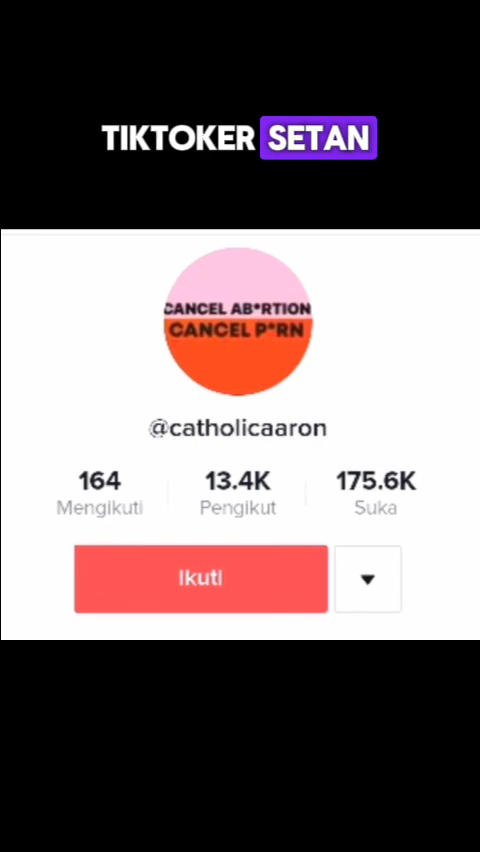 TIKTOKER SETAN
CANCEL AB*RTION
CANCEL P*RN
@catholicaaron
164 13.4K 175.6K
Mengikuti Pengikut Suka
Ikuti